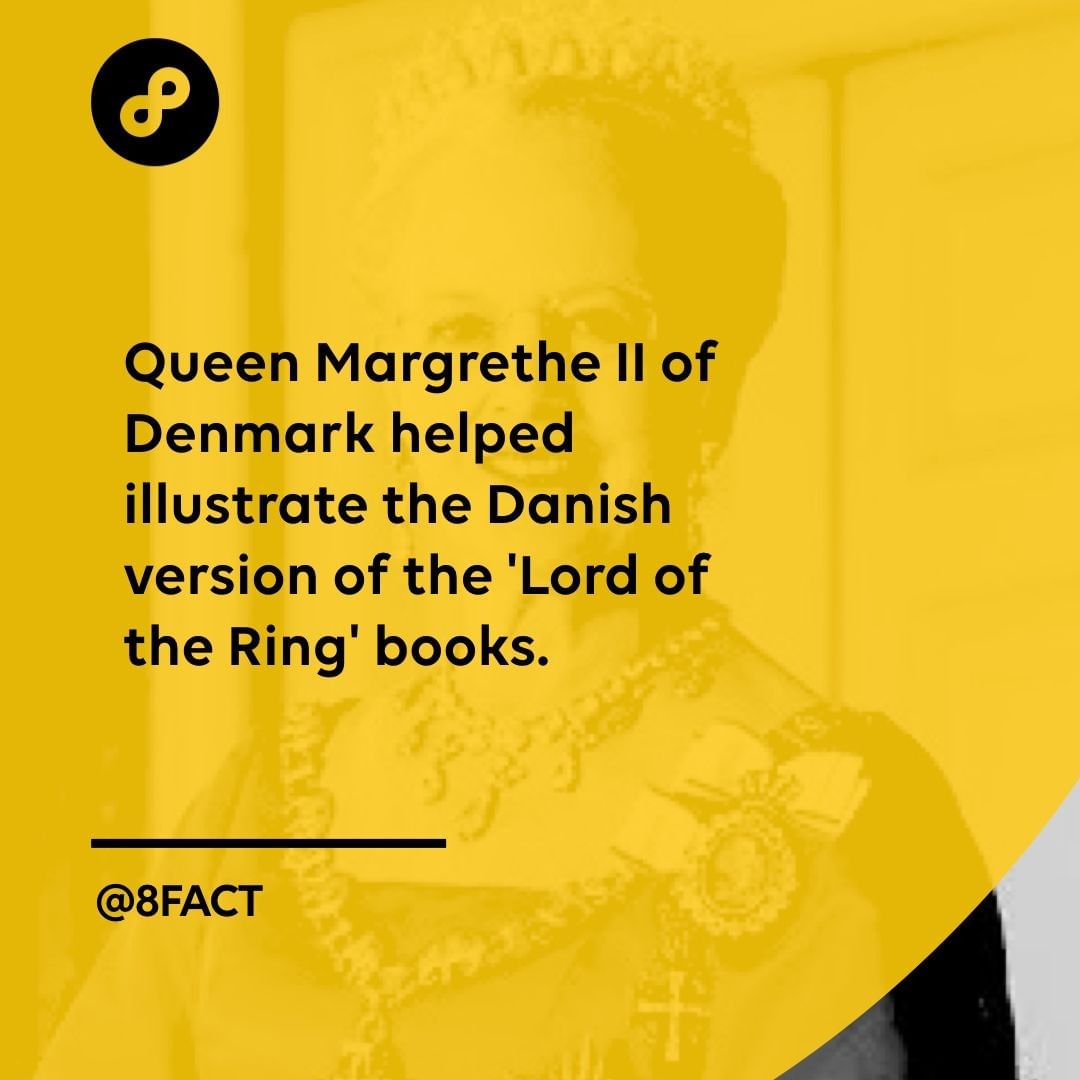 Queen Margrethe II of
Denmark helped
illustrate the Danish
version of the 'Lord of
the Ring' books.
@8FACT